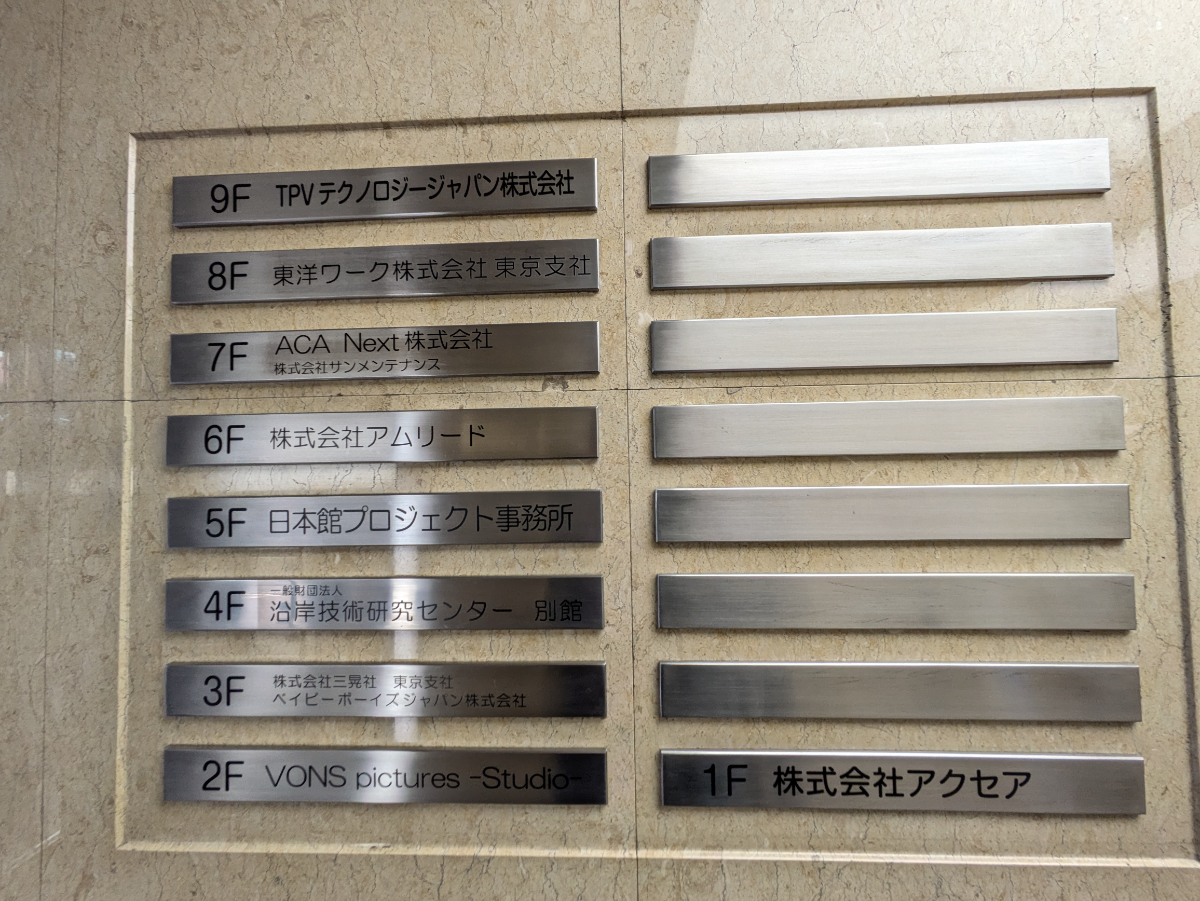 9F TPVテクノロジージャパン株式会社
8F 東洋ワーク株式会社 東京支社
7F ACA Next 株式会社
株式会社サンメンテナンス
6F 株式会社アムリード
5F 日本館プロジェクト事務所
4F 一般財団法人
沿岸技術研究センター 別館
3F 株式会社三晃社 東京支社
ベイビーボーイズジャパン株式会社
2F VONS pictures -Studio-
1F 株式会社アクセア